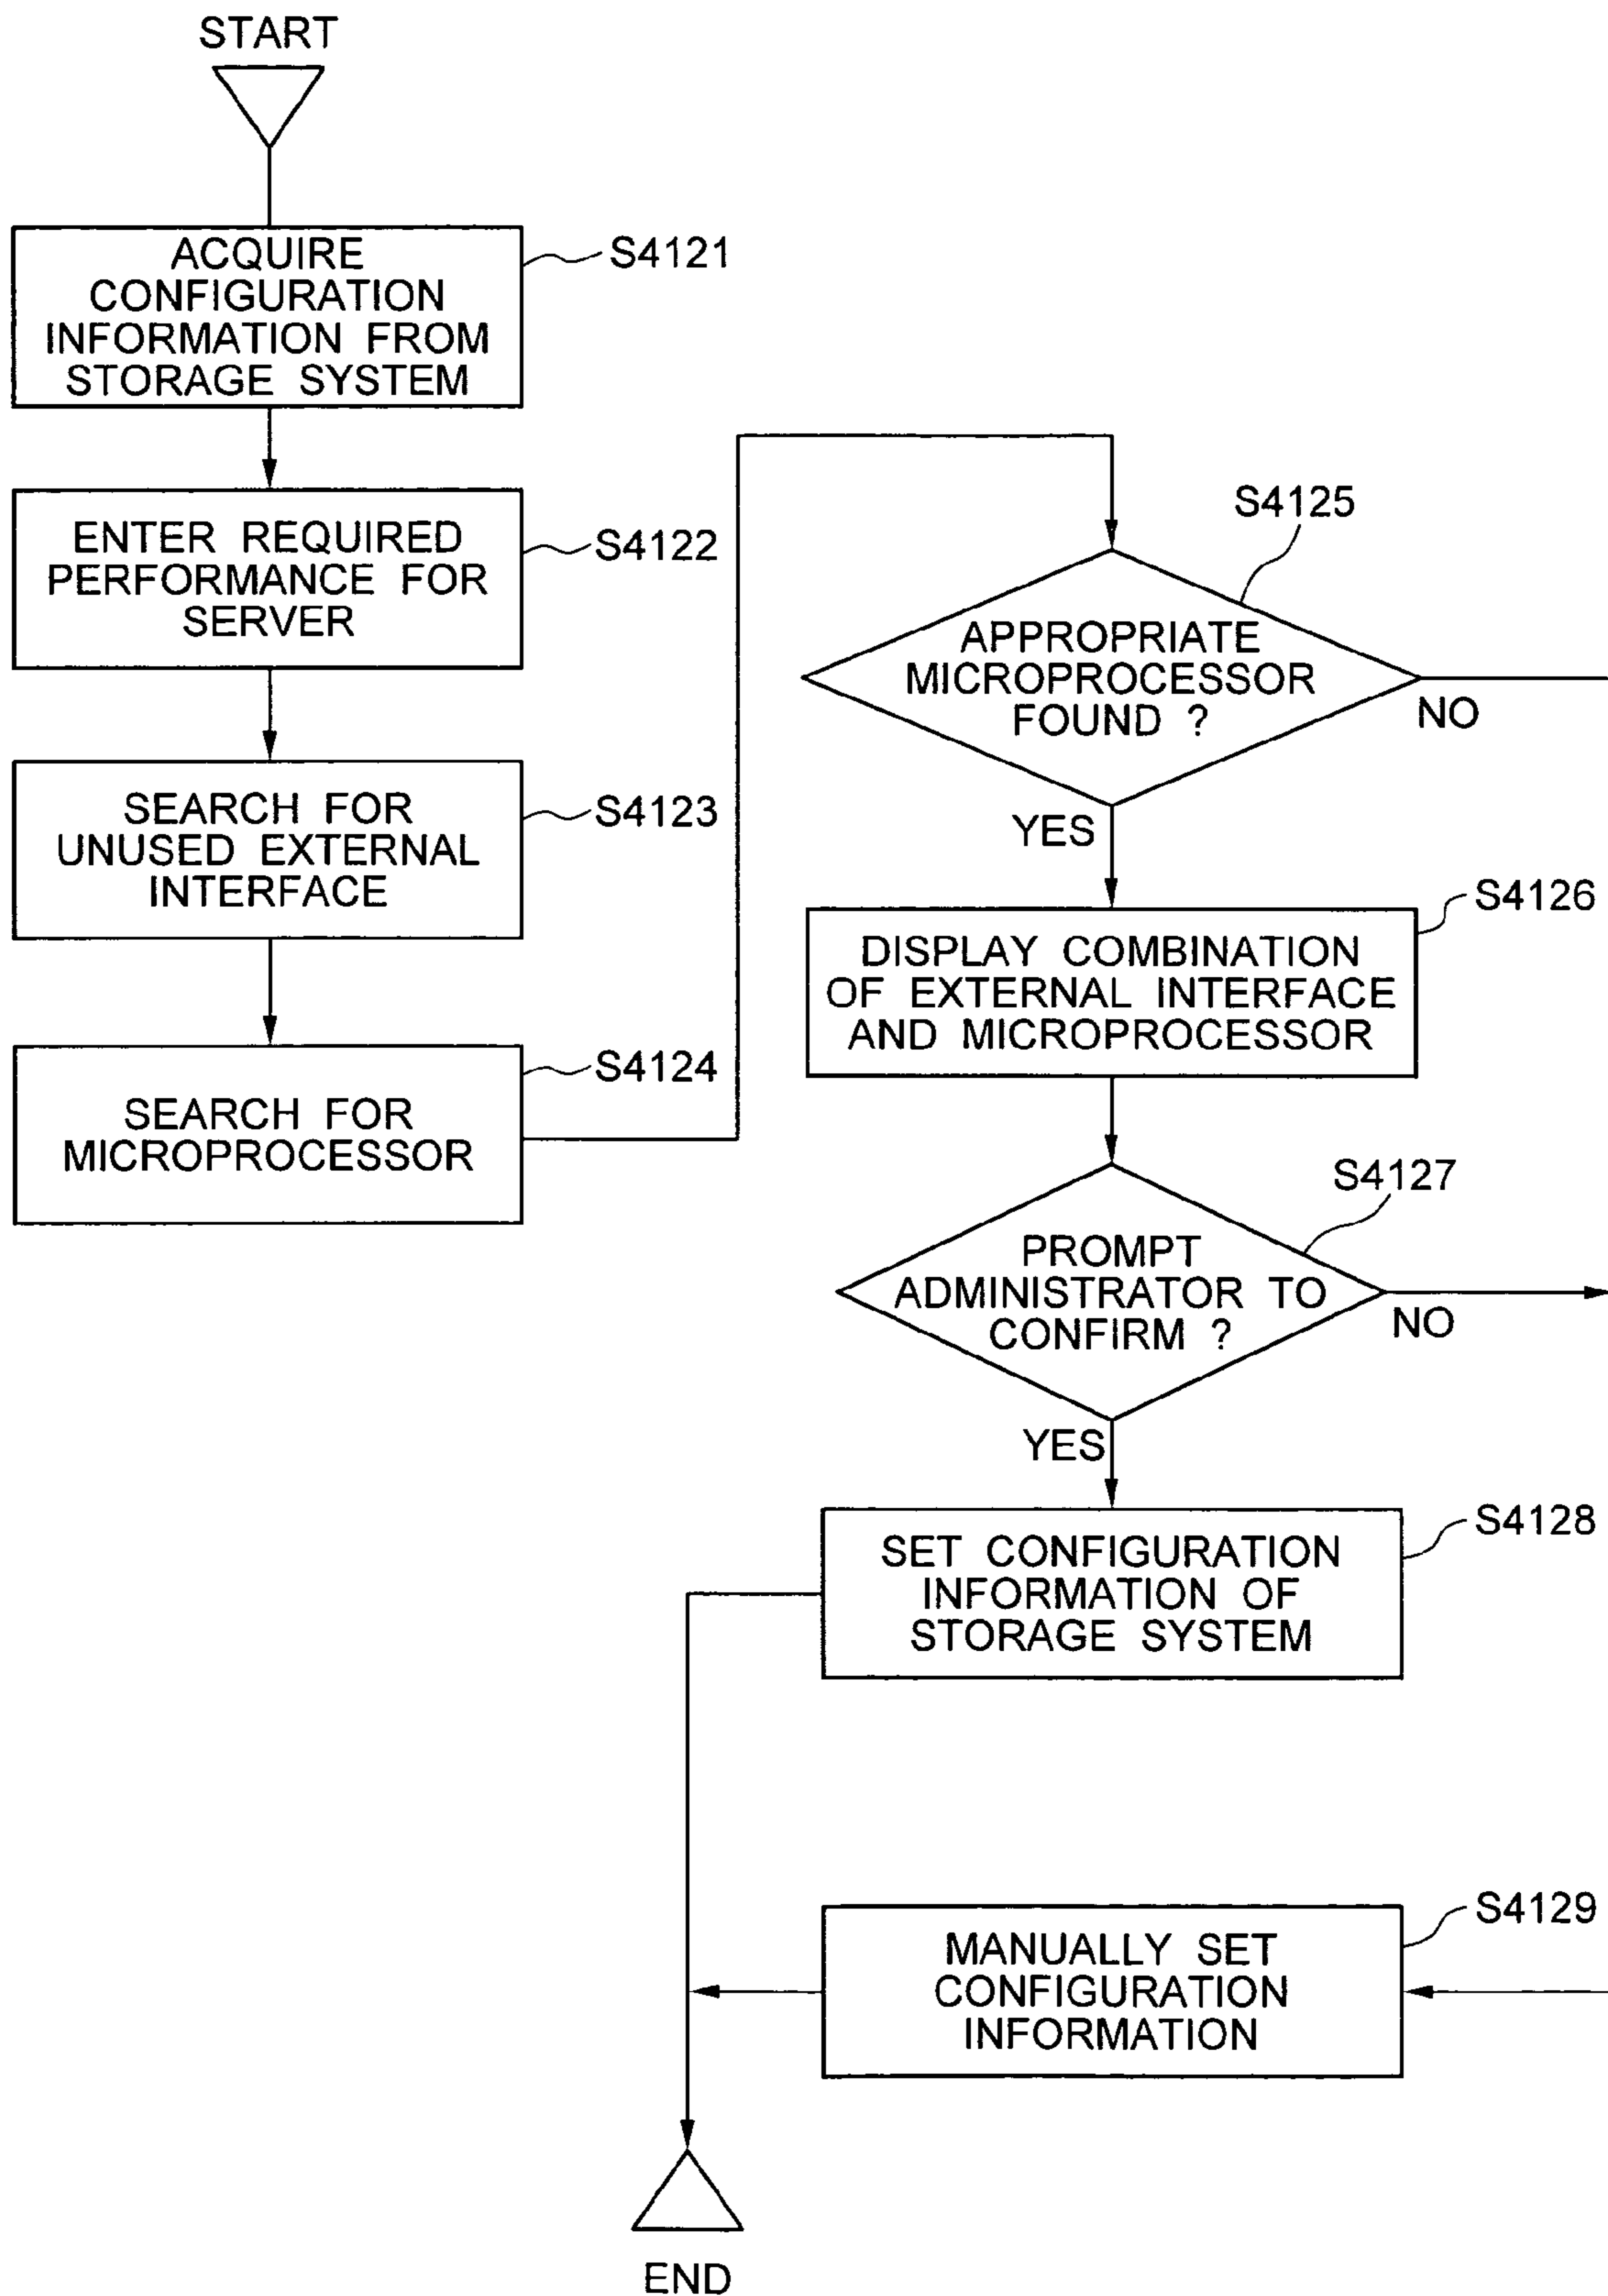 START
ACQUIRE
CONFIGURATION
INFORMATION FROM
STORAGE SYSTEM
S4121
ENTER REQUIRED
PERFORMANCE FOR
SERVER
S4122
SEARCH FOR
UNUSED EXTERNAL
INTERFACE
S4123
SEARCH FOR
MICROPROCESSOR
S4124
S4125
APPROPRIATE
MICROPROCESSOR
FOUND ?
NO
YES
S4126
DISPLAY COMBINATION
OF EXTERNAL INTERFACE
AND MICROPROCESSOR
S4127
PROMPT
ADMINISTRATOR TO
CONFIRM ?
NO
YES
S4128
SET CONFIGURATION
INFORMATION OF
STORAGE SYSTEM
S4129
MANUALLY SET
CONFIGURATION
INFORMATION
END